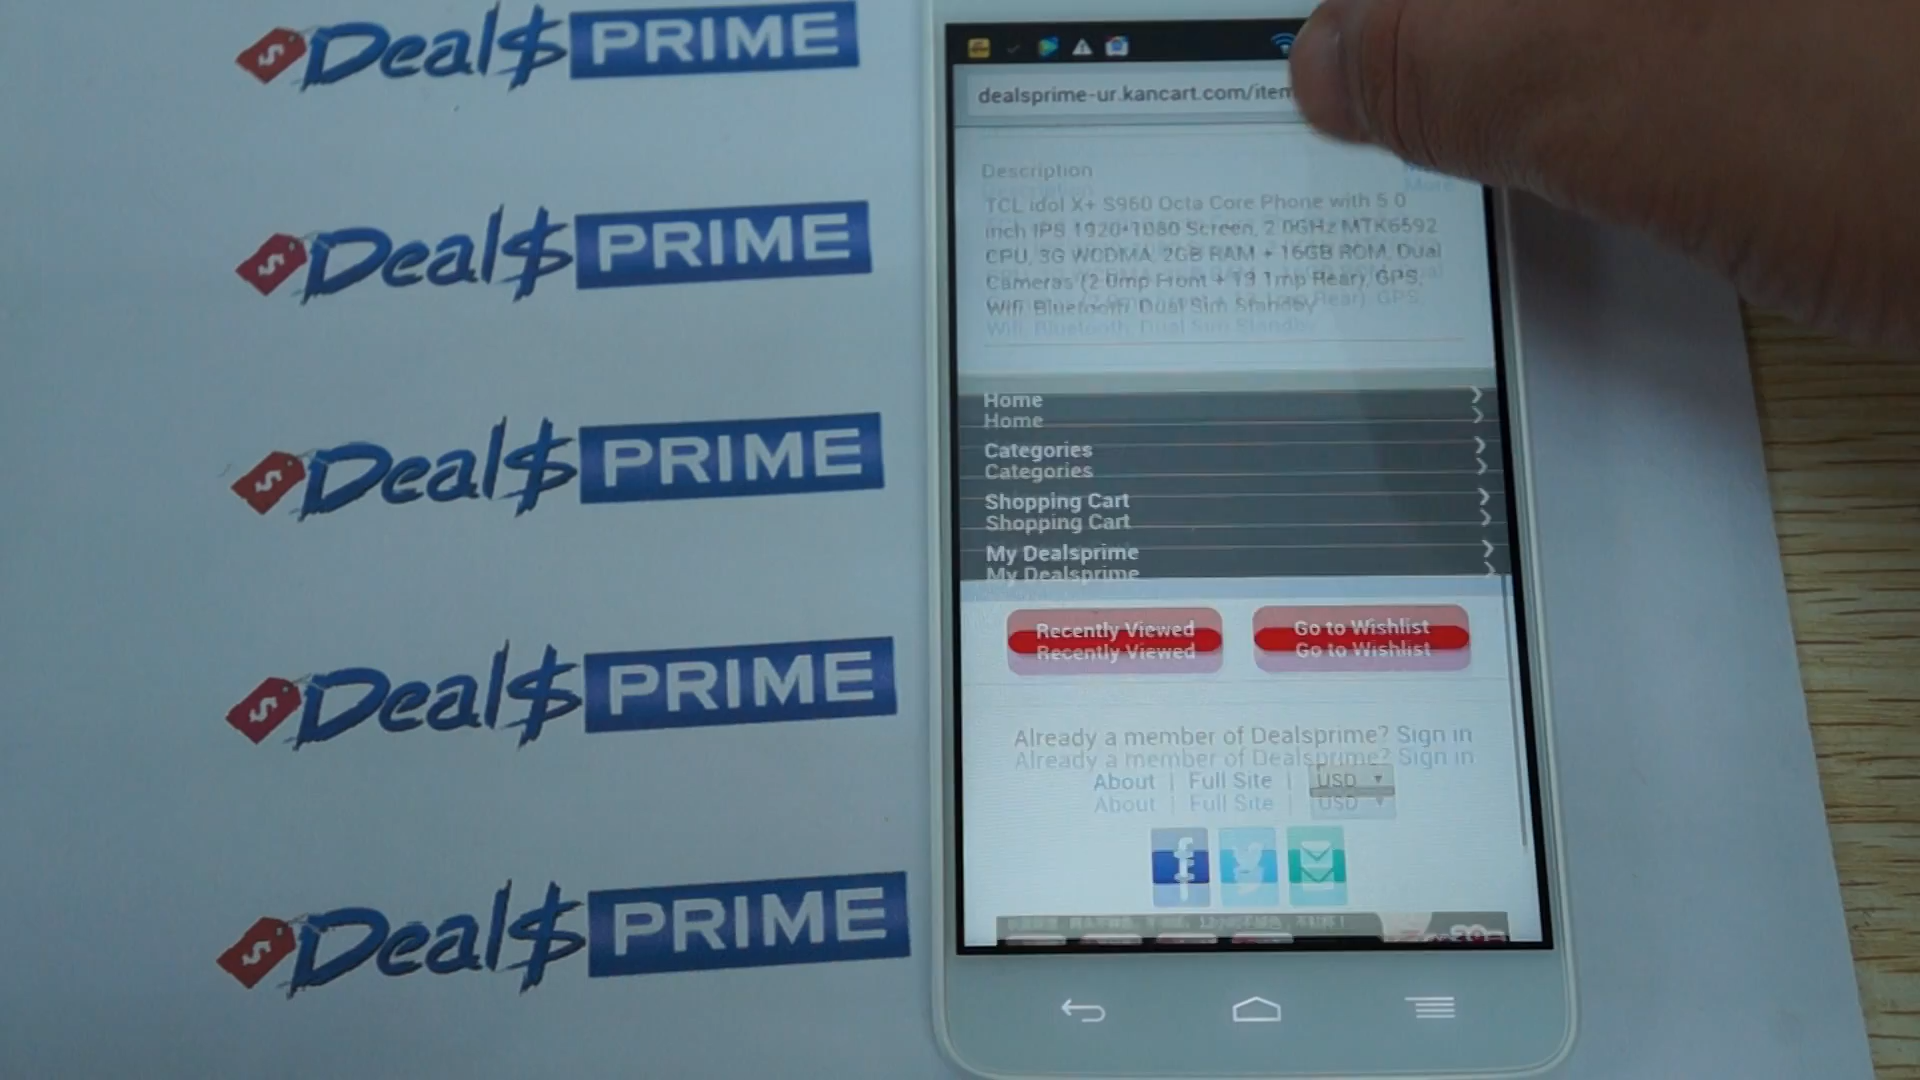 Deal$ PRIME
Deal$ PRIME
Deal$ PRIME
Deal$ PRIME
Deal$ PRIME
dealsprime-ur.kancart.com/item
Description
More
TCL idol X+ S960 Octa Core Phone with 5.0
inch IPS 1920*1080 Screen, 2.0GHz MTK6592
CPU, 3G WCDMA, 2GB RAM + 16GB ROM, Dual
Cameras (2.0mp Front + 13.1mp Rear), GPS,
Wifi, Bluetooth, Dual Sim Standby
Home
Categories
Shopping Cart
My Dealsprime
Recently Viewed
Go to Wishlist
Already a member of Dealsprime? Sign in
About | Full Site | USD